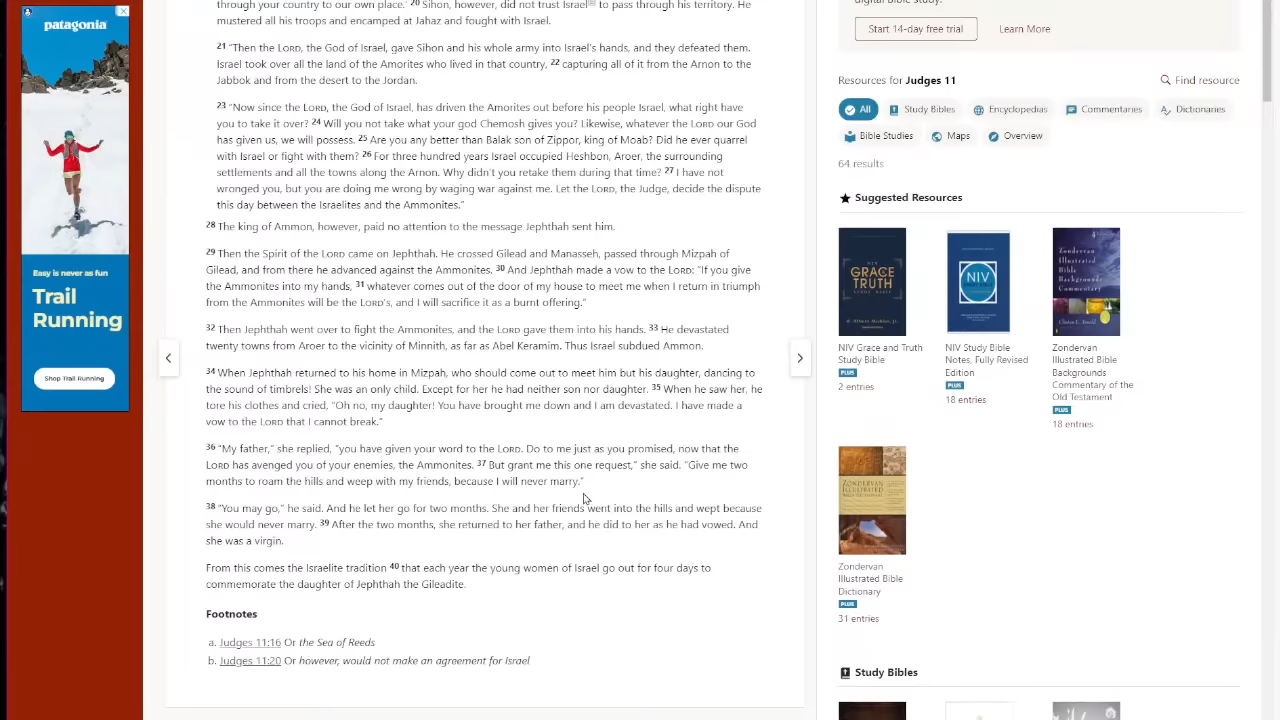 patagonia
Easy is never as fun
Trail
Running
Shop Trail Running
through your country to our own place.’ 20 Sihon, however, did not trust Israel[b] to pass through his territory. He
mustered all his troops and encamped at Jahaz and fought with Israel.
21 “Then the LORD, the God of Israel, gave Sihon and his whole army into Israel’s hands, and they defeated them.
Israel took over all the land of the Amorites who lived in that country, 22 capturing all of it from the Arnon to the
Jabbok and from the desert to the Jordan.
23 “Now since the LORD, the God of Israel, has driven the Amorites out before his people Israel, what right have
you to take it over? 24 Will you not take what your god Chemosh gives you? Likewise, whatever the LORD our God
has given us, we will possess. 25 Are you any better than Balak son of Zippor, king of Moab? Did he ever quarrel
with Israel or fight with them? 26 For three hundred years Israel occupied Heshbon, Aroer, the surrounding
settlements and all the towns along the Arnon. Why didn’t you retake them during that time? 27 I have not
wronged you, but you are doing me wrong by waging war against me. Let the LORD, the Judge, decide the dispute
this day between the Israelites and the Ammonites.”
28 The king of Ammon, however, paid no attention to the message Jephthah sent him.
29 Then the Spirit of the LORD came on Jephthah. He crossed Gilead and Manasseh, passed through Mizpah of
Gilead, and from there he advanced against the Ammonites. 30 And Jephthah made a vow to the LORD: “If you give
the Ammonites into my hands, 31 whatever comes out of the door of my house to meet me when I return in triumph
from the Ammonites will be the LORD’s, and I will sacrifice it as a burnt offering.”
32 Then Jephthah went over to fight the Ammonites, and the LORD gave them into his hands. 33 He devastated
twenty towns from Aroer to the vicinity of Minnith, as far as Abel Keramim. Thus Israel subdued Ammon.
34 When Jephthah returned to his home in Mizpah, who should come out to meet him but his daughter, dancing to
the sound of timbrels! She was an only child. Except for her he had neither son nor daughter. 35 When he saw her, he
tore his clothes and cried, “Oh no, my daughter! You have brought me down and I am devastated. I have made a
vow to the LORD that I cannot break.”
36 “My father,” she replied, “you have given your word to the LORD. Do to me just as you promised, now that the
LORD has avenged you of your enemies, the Ammonites. 37 But grant me this one request,” she said. “Give me two
months to roam the hills and weep with my friends, because I will never marry.”
38 “You may go,” he said. And he let her go for two months. She and her friends went into the hills and wept because
she would never marry. 39 After the two months, she returned to her father, and he did to her as he had vowed. And
she was a virgin.
From this comes the Israelite tradition 40 that each year the young women of Israel go out for four days to
commemorate the daughter of Jephthah the Gileadite.
Footnotes
a. Judges 11:16 Or the Sea of Reeds
b. Judges 11:20 Or however, would not make an agreement for Israel
digital Bible study.
Start 14-day free trial Learn More
Resources for Judges 11 Find resource
All Study Bibles Encyclopedias Commentaries Dictionaries
Bible Studies Maps Overview
64 results
Suggested Resources
NIV
GRACE
TRUTH
NIV
ZONDERVAN
ILLUSTRATED
BIBLE
BACKGROUNDS
COMMENTARY
NIV Grace and Truth
Study Bible
PLUS
2 entries
NIV Study Bible
Notes, Fully Revised
Edition
PLUS
18 entries
Zondervan
Illustrated Bible
Backgrounds
Commentary of the
Old Testament
PLUS
18 entries
ZONDERVAN
ILLUSTRATED
BIBLE
DICTIONARY
Zondervan
Illustrated Bible
Dictionary
PLUS
31 entries
Study Bibles